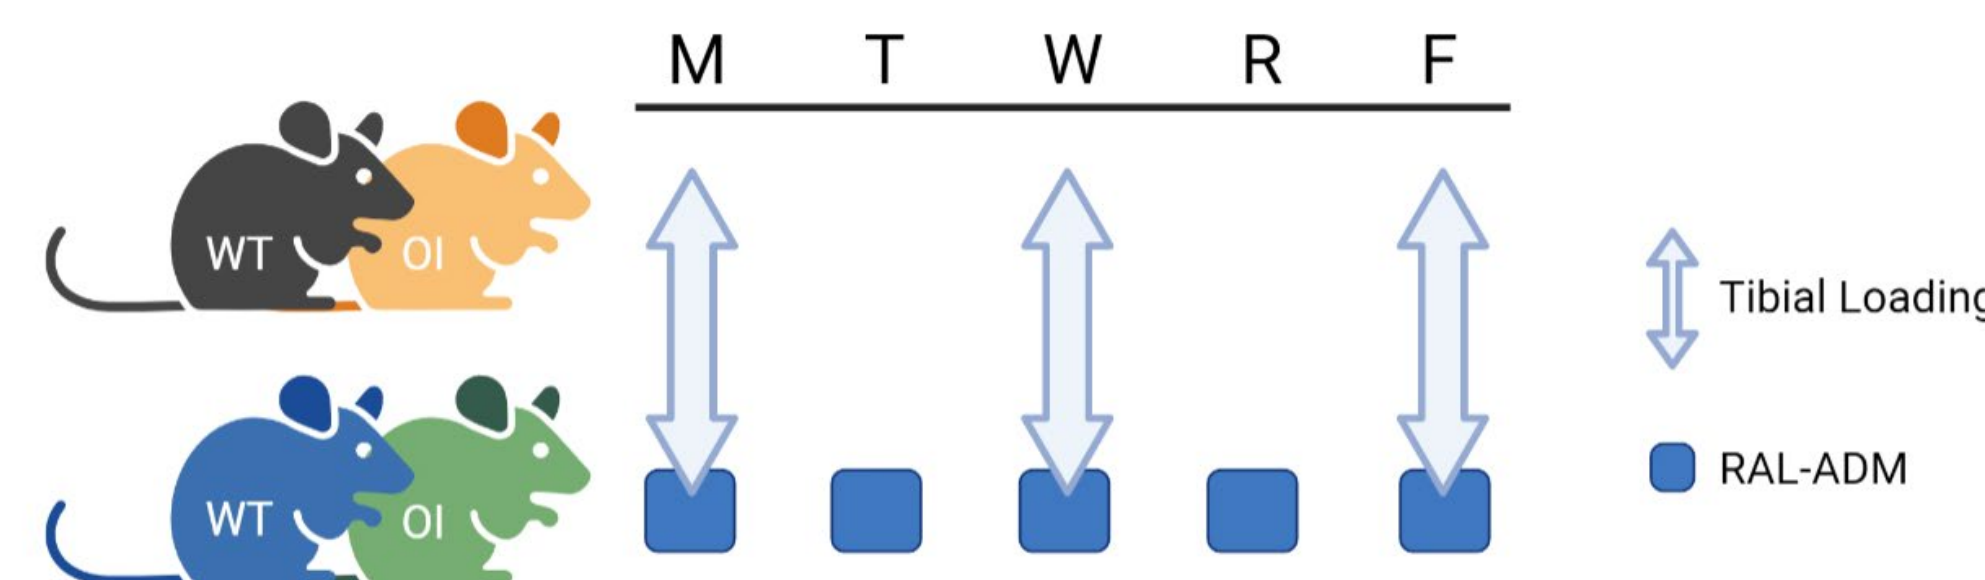 M T W R F
WT OI
Tibial Loading
RAL-ADM
WT OI